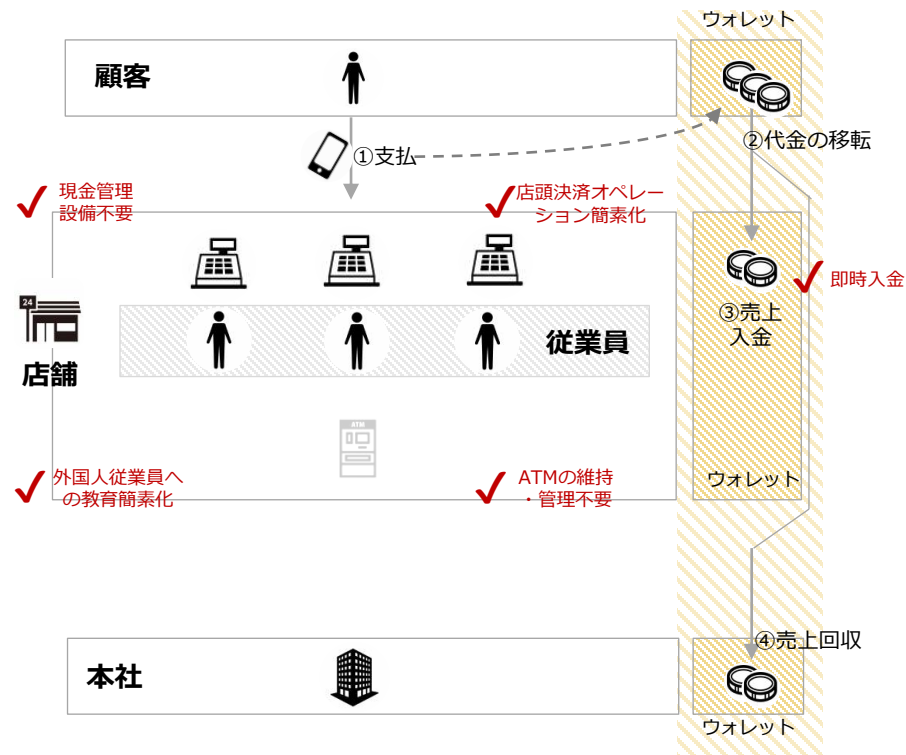 ウォレット
顧客
②代金の移転
①支払
現金管理
設備不要
店頭決済オペレー
ション簡素化
即時入金
24
③売上
入金
従業員
店舗
ATM
外国人従業員へ
の教育簡素化
ATMの維持
・管理不要
ウォレット
④売上回収
本社
ウォレット